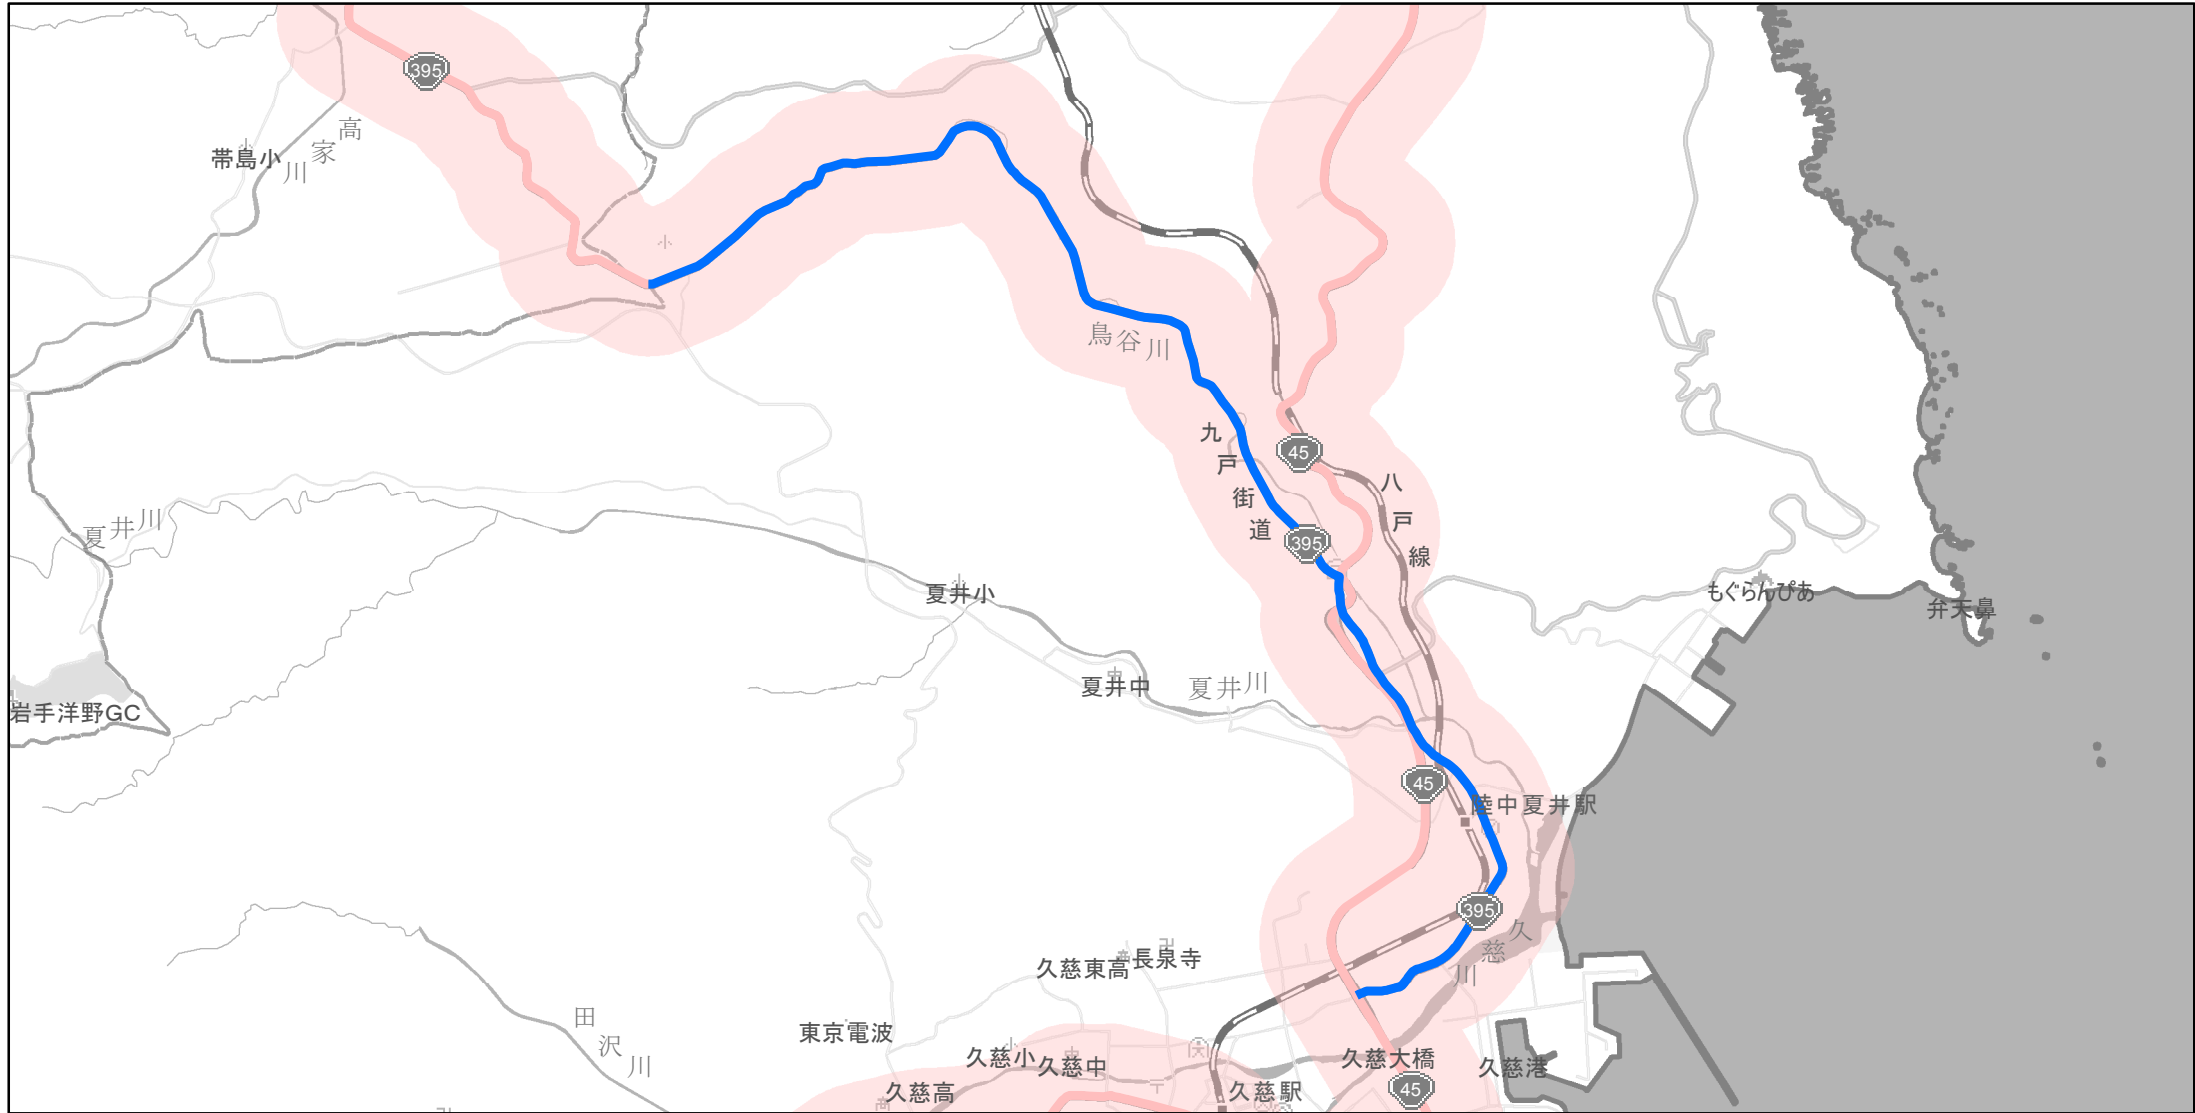 395
高家川
帯島小
鳥谷川
九戸街道
45
八戸線
395
夏井川
夏井小
もぐらんぴあ
弁天鼻
夏井中
夏井川
岩手洋野GC
45
陸中夏井駅
395
久慈川
久慈東高
長泉寺
田沢川
東京電波
久慈小
久慈中
久慈大橋
久慈港
久慈高
久慈駅
45